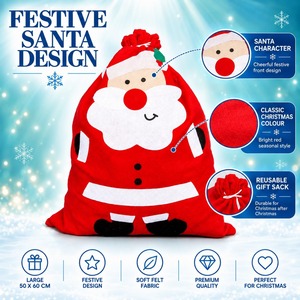 FESTIVE
SANTA
DESIGN
SANTA
CHARACTER
Cheerful festive
front design
CLASSIC
CHRISTMAS
COLOUR
Bright red
seasonal style
REUSABLE
GIFT SACK
Durable for
Christmas after
Christmas
LARGE
50 X 60 CM
FESTIVE
DESIGN
SOFT FELT
FABRIC
PREMIUM
QUALITY
PERFECT
FOR CHRISTMAS